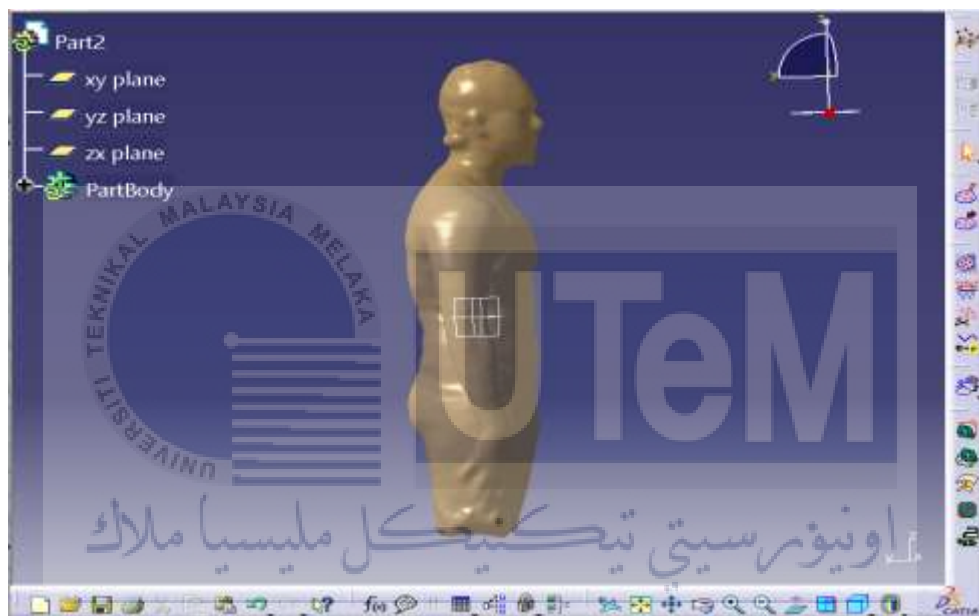 Part2
xy plane
yz plane
zx plane
PartBody
UNIVERSITI TEKNIKAL MALAYSIA MELAKA
UTeM
اونيۏرسيتي تيكنيكل مليسيا ملاك
f(x)